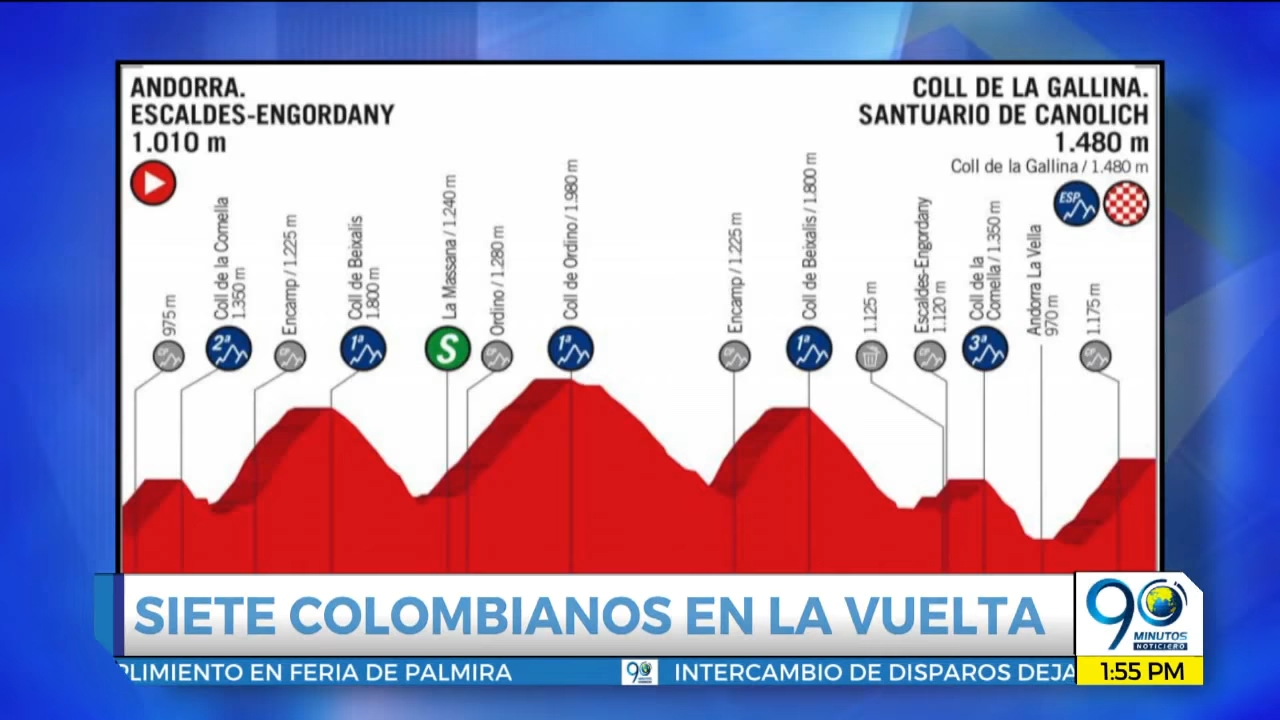 ANDORRA.
ESCALDES-ENGORDANY
1.010 m
COLL DE LA GALLINA.
SANTUARIO DE CANOLICH
1.480 m
Coll de la Gallina / 1.480 m
ESP.
975 m
Coll de la Comella
1.350 m
Encamp / 1.225 m
Coll de Beixalis
1.800 m
La Massana / 1.240 m
Ordino / 1.280 m
Coll de Ordino / 1.980 m
Encamp / 1.225 m
Coll de Beixalis / 1.800 m
1.125 m
Escaldes-Engordany
1.120 m
Coll de la
Comella / 1.350 m
Andorra La Vella
970 m
1.175 m
2ª
1ª
S
1ª
1ª
3ª
SIETE COLOMBIANOS EN LA VUELTA
90
MINUTOS
NOTICIERO
PLIMIENTO EN FERIA DE PALMIRA
90
INTERCAMBIO DE DISPAROS DEJA
1:55 PM